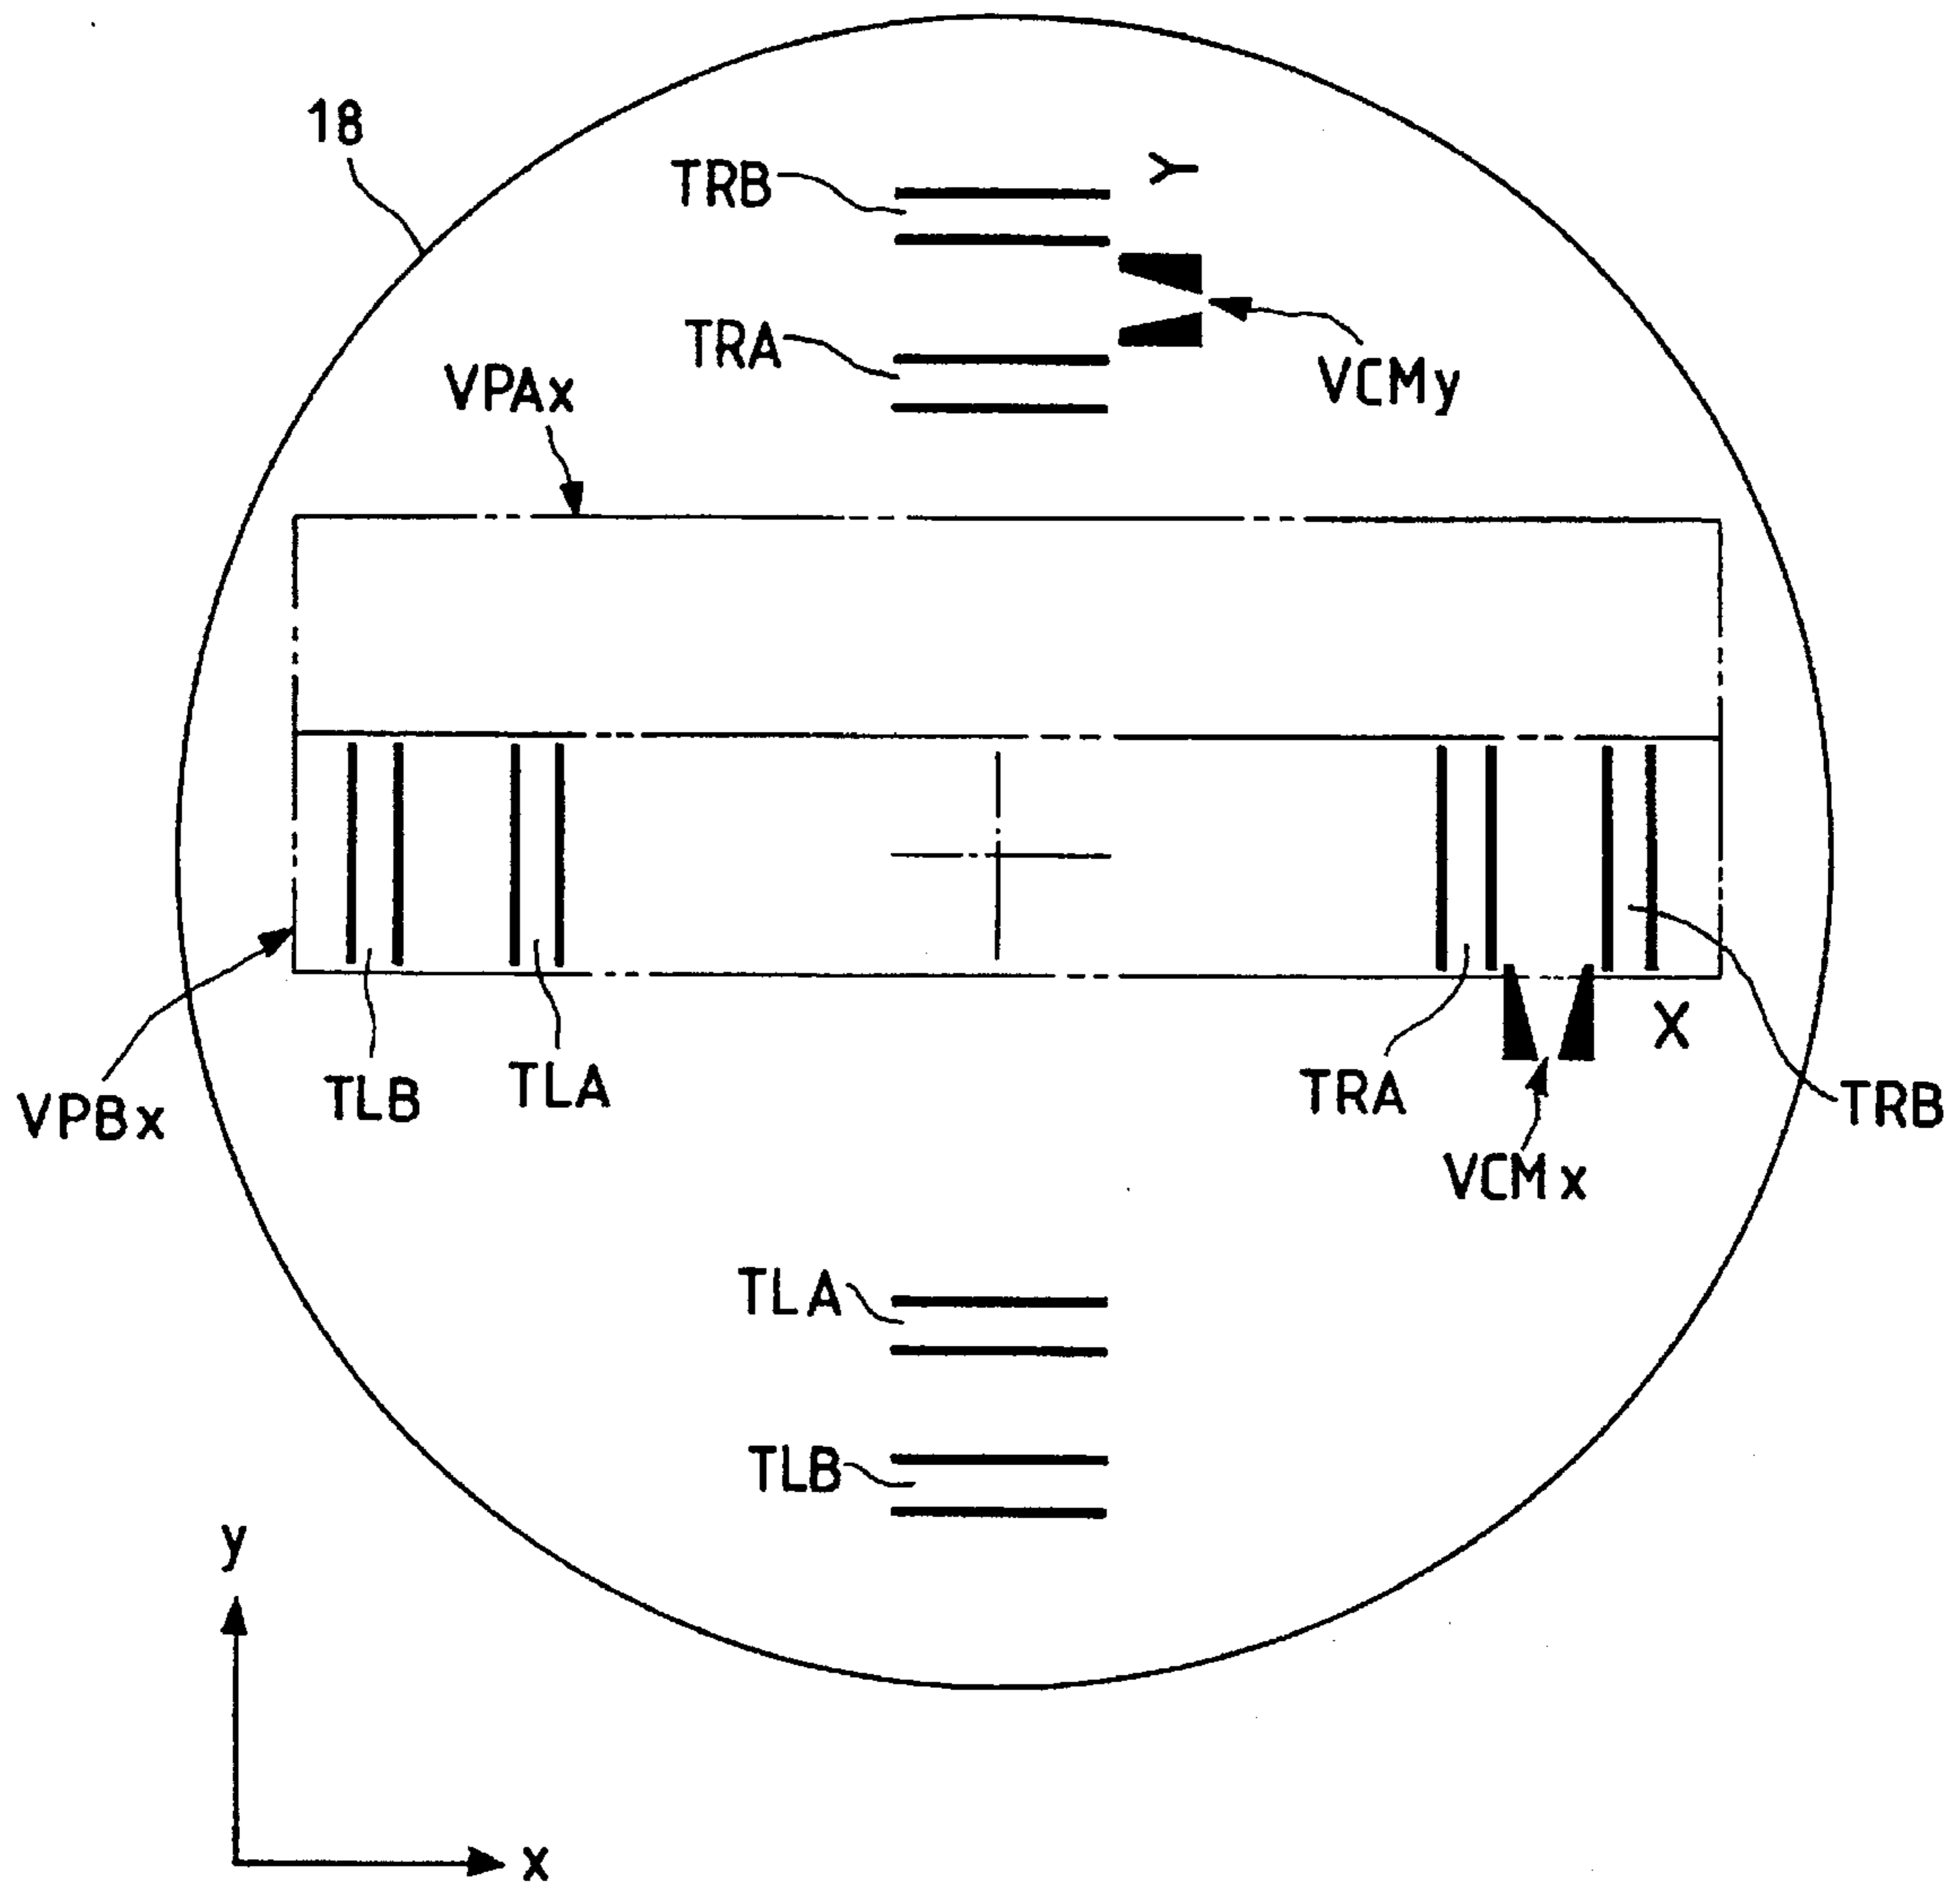 18
TRB
Y
TRA
VPAx
VCMy
VPBx
TLB
TLA
TRA
X
TRB
VCMx
TLA
TLB
y
x